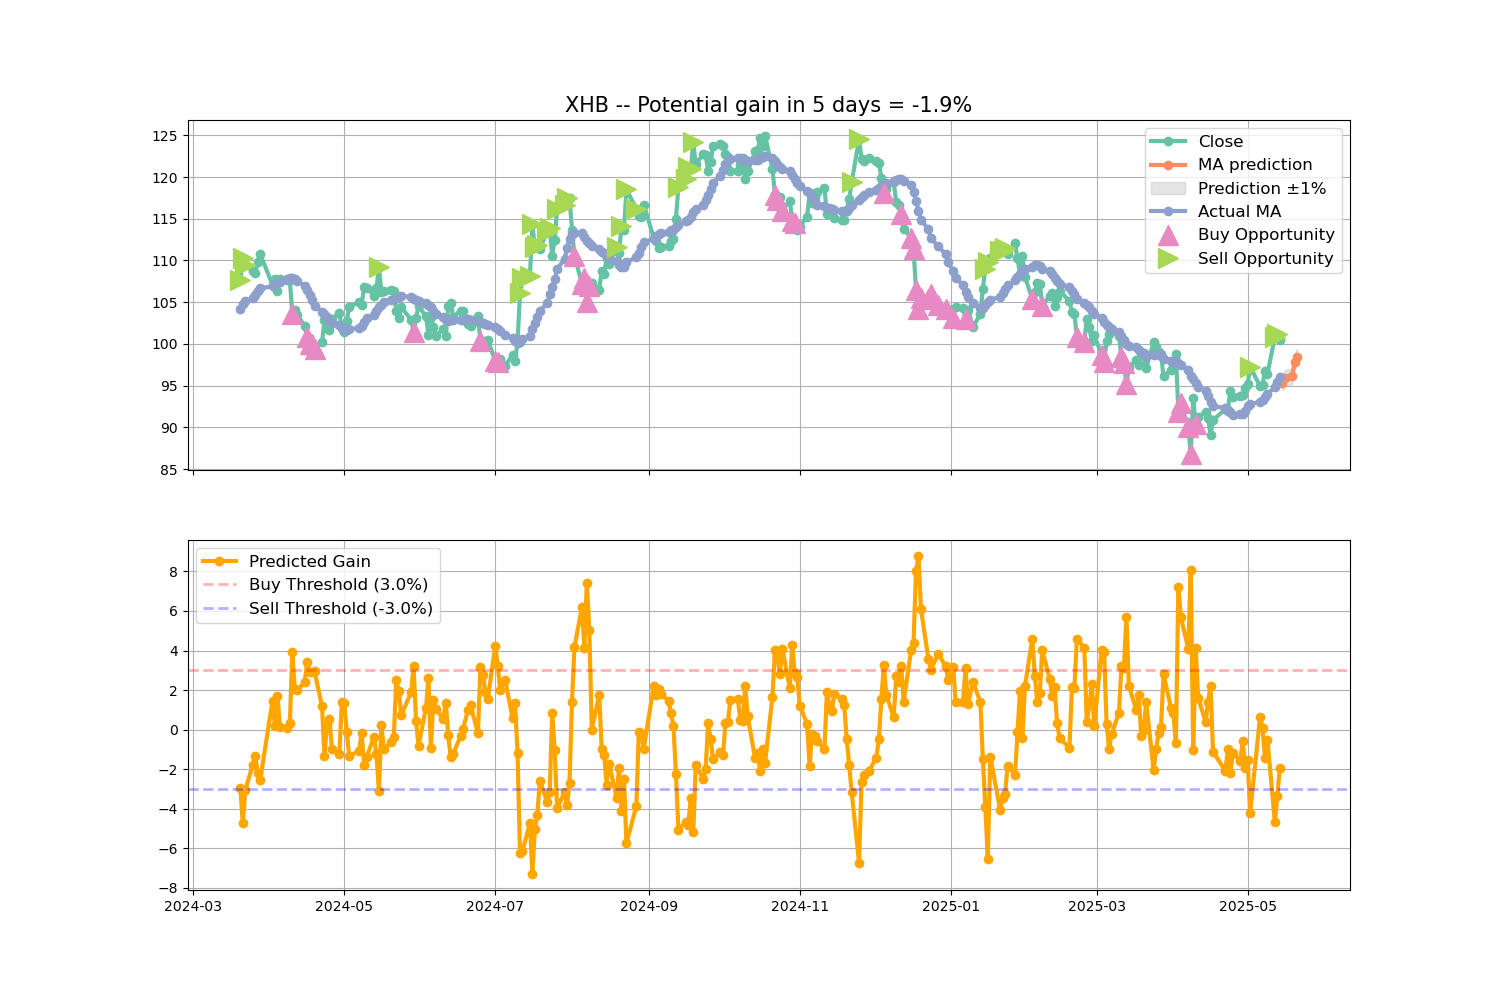 XHB -- Potential gain in 5 days = -1.9%
125
120
115
110
105
100
95
90
85
Close
MA prediction
Prediction ±1%
Actual MA
Buy Opportunity
Sell Opportunity
Predicted Gain
Buy Threshold (3.0%)
Sell Threshold (-3.0%)
8
6
4
2
0
−2
−4
−6
−8
2024-03
2024-05
2024-07
2024-09
2024-11
2025-01
2025-03
2025-05